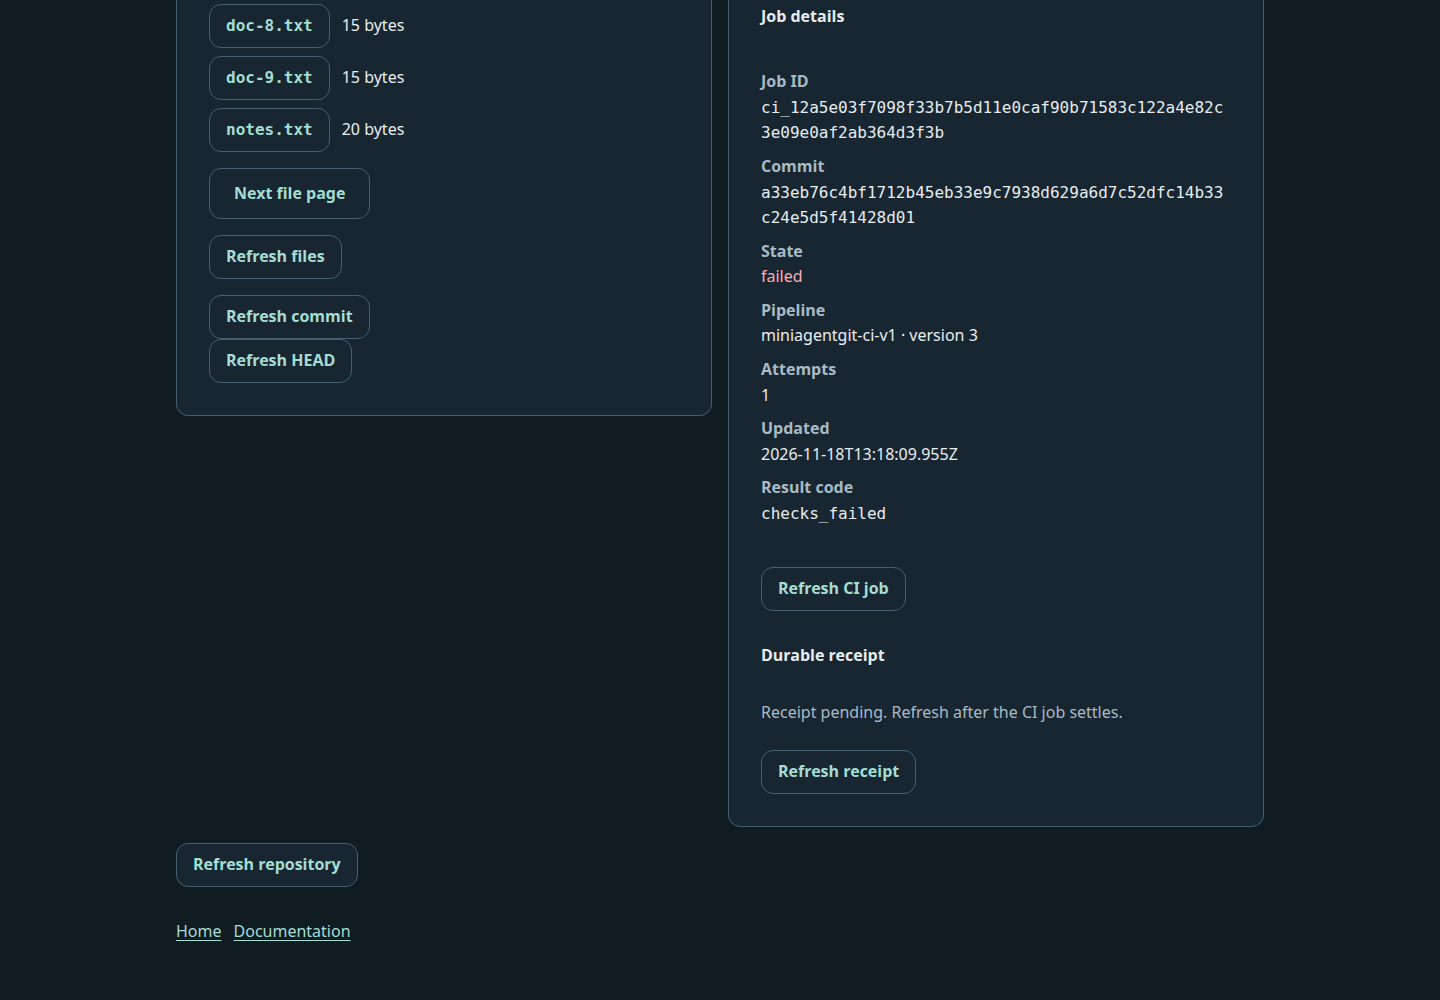 doc-8.txt 15 bytes
doc-9.txt 15 bytes
notes.txt 20 bytes
Next file page
Refresh files
Refresh commit
Refresh HEAD
Job details
Job ID
ci_12a5e03f7098f33b7b5d11e0caf90b71583c122a4e82c
3e09e0af2ab364d3f3b
Commit
a33eb76c4bf1712b45eb33e9c7938d629a6d7c52dfc14b33
c24e5d5f41428d01
State
failed
Pipeline
miniagentgit-ci-v1 · version 3
Attempts
1
Updated
2026-11-18T13:18:09.955Z
Result code
checks_failed
Refresh CI job
Durable receipt
Receipt pending. Refresh after the CI job settles.
Refresh receipt
Refresh repository
Home Documentation